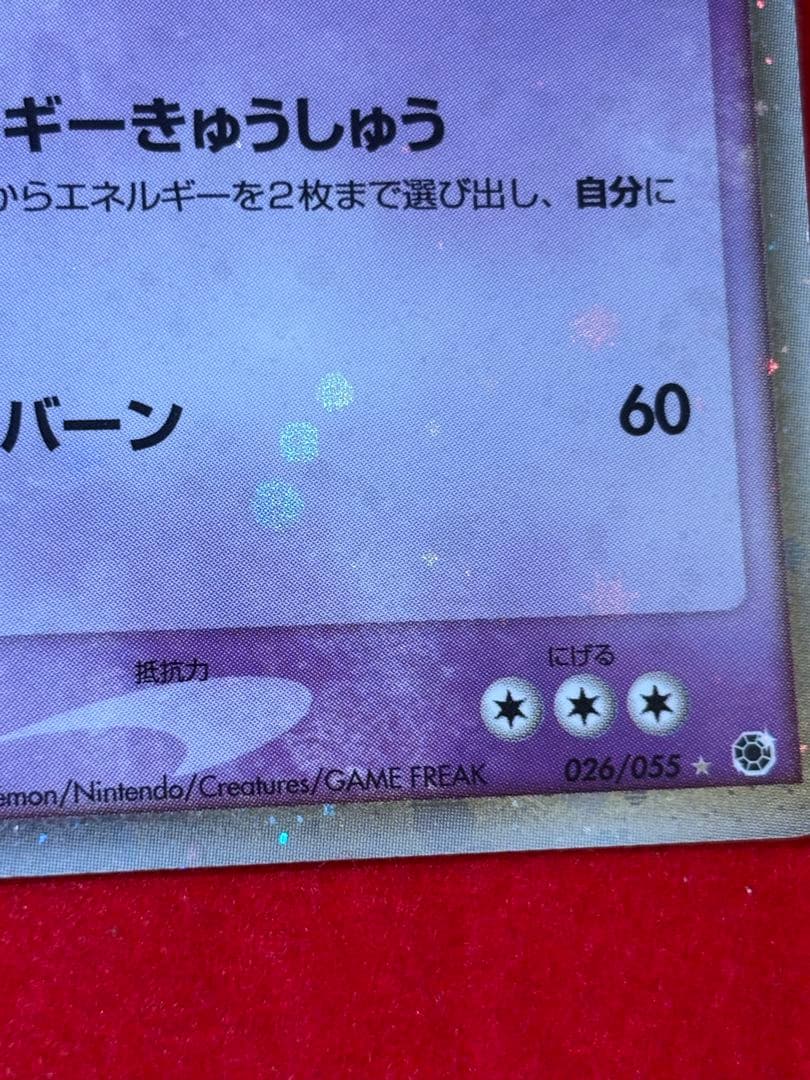 ギーきゅうしゅう
からエネルギーを2枚まで選び出し、自分に
バーン 60
抵抗力 にげる
emon/Nintendo/Creatures/GAME FREAK 026/055 ★